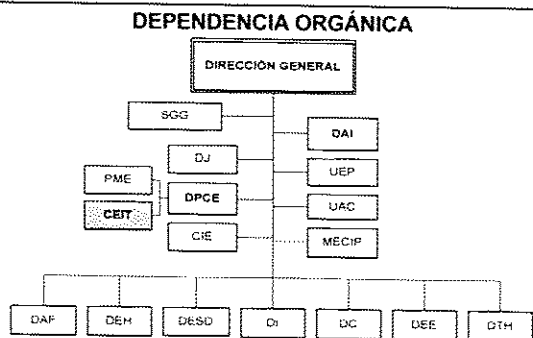 DEPENDENCIA ORGÁNICA
DIRECCIÓN GENERAL
SGG
DAI
DJ
UEP
PME
DPCE
UAC
CEIT
CIE
MECIP
DAF
DEH
DESD
DI
DC
DEE
DTH